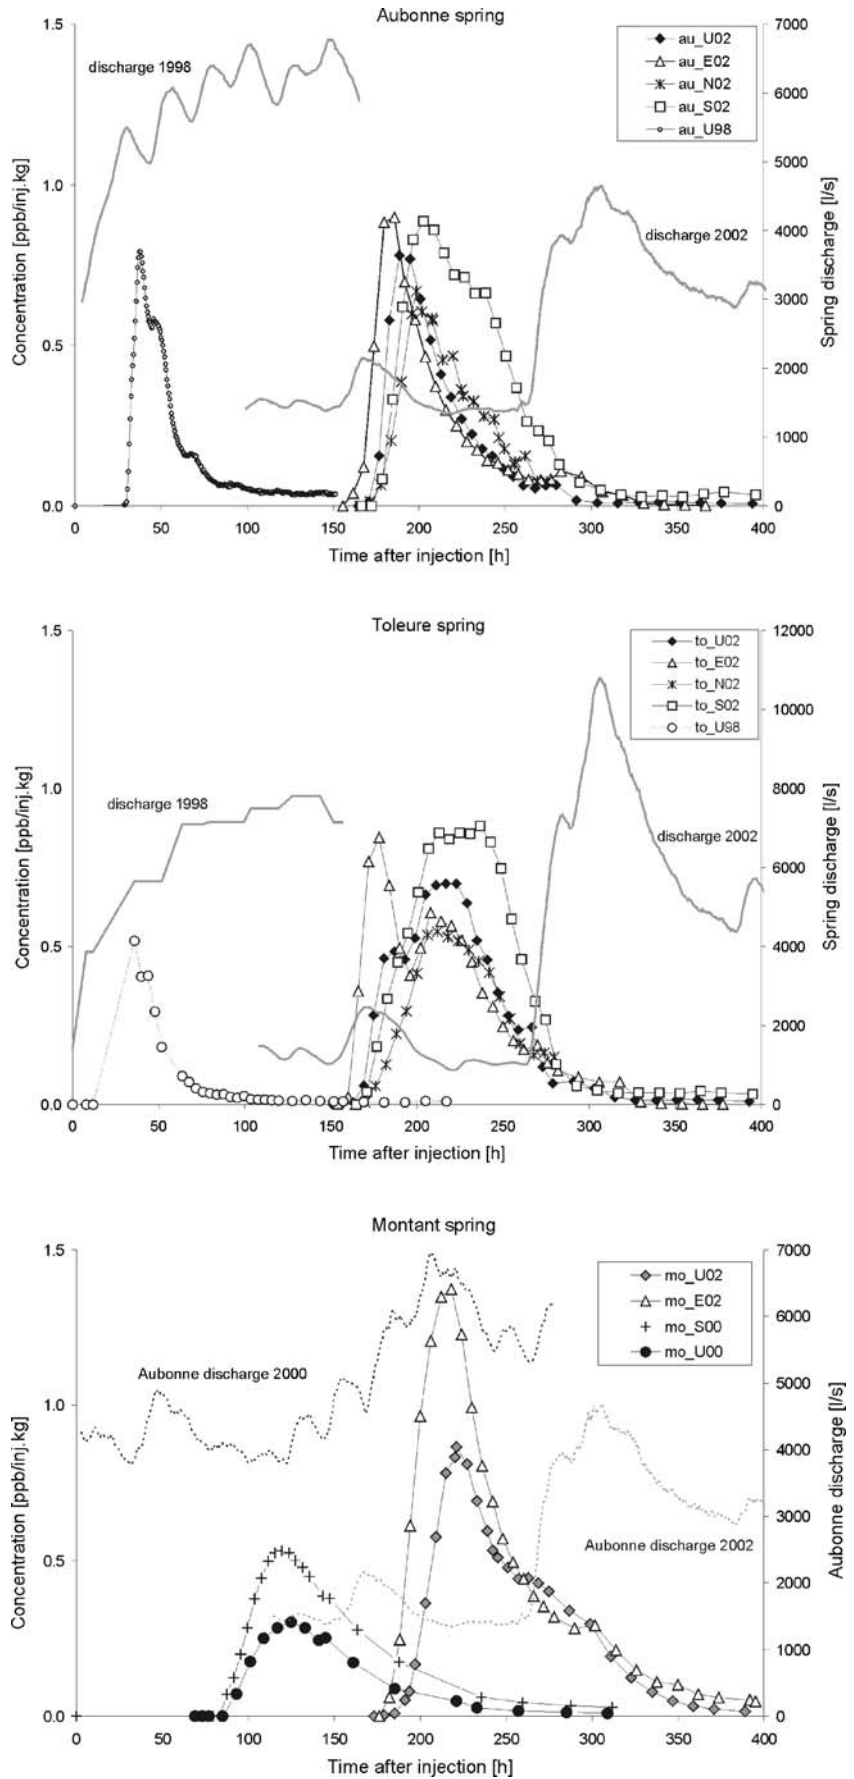 Aubonne spring
1.5
1.0
0.5
0.0
Concentration [ppb/inj.kg]
7000
6000
5000
4000
3000
2000
1000
0
Spring discharge [l/s]
au_U02
au_E02
au_N02
au_S02
au_U98
discharge 1998
discharge 2002
0 50 100 150 200 250 300 350 400
Time after injection [h]
Toleure spring
1.5
1.0
0.5
0.0
Concentration [ppb/inj.kg]
12000
10000
8000
6000
4000
2000
0
Spring discharge [l/s]
to_U02
to_E02
to_N02
to_S02
to_U98
discharge 1998
discharge 2002
0 50 100 150 200 250 300 350 400
Time after injection [h]
Montant spring
1.5
1.0
0.5
0.0
Concentration [ppb/inj.kg]
7000
6000
5000
4000
3000
2000
1000
0
Aubonne discharge [l/s]
mo_U02
mo_E02
mo_S00
mo_U00
Aubonne discharge 2000
Aubonne discharge 2002
0 50 100 150 200 250 300 350 400
Time after injection [h]